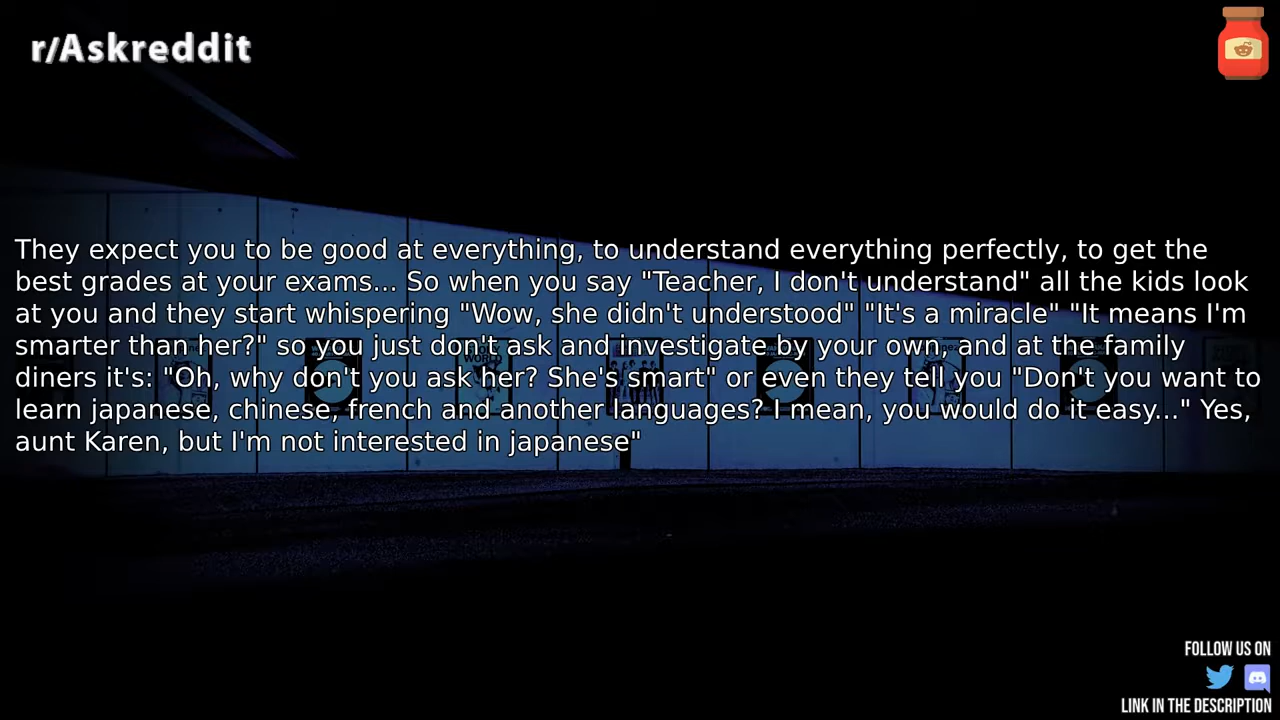 r/Askreddit
They expect you to be good at everything, to understand everything perfectly, to get the
best grades at your exams... So when you say "Teacher, I don't understand" all the kids look
at you and they start whispering "Wow, she didn't understood" "It's a miracle" "It means I'm
smarter than her?" so you just don't ask and investigate by your own, and at the family
diners it's: "Oh, why don't you ask her? She's smart" or even they tell you "Don't you want to
learn japanese, chinese, french and another languages? I mean, you would do it easy..." Yes,
aunt Karen, but I'm not interested in japanese"
FOLLOW US ON
LINK IN THE DESCRIPTION